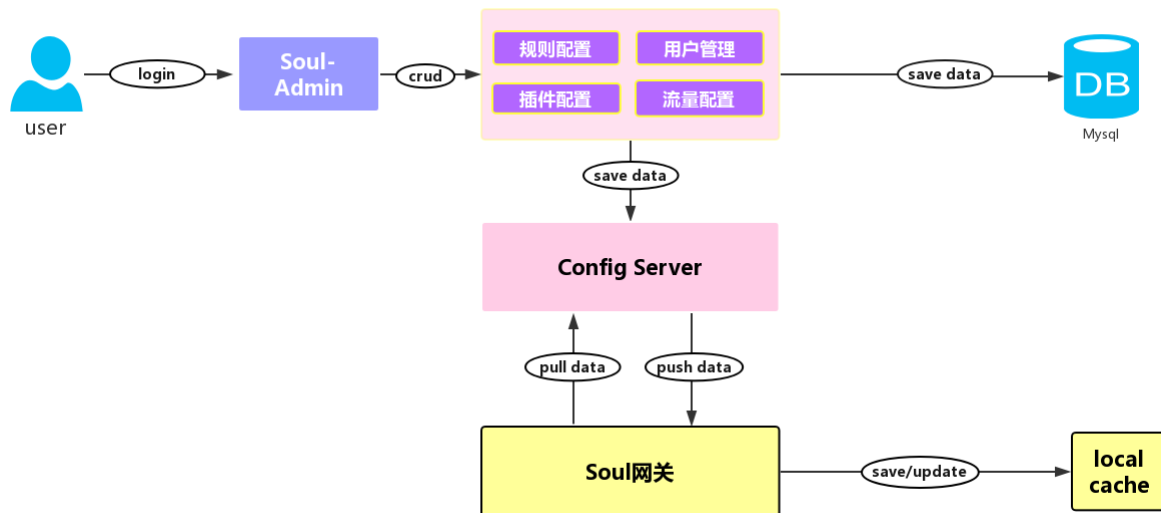 user
login
Soul-
Admin
crud
规则配置
用户管理
插件配置
流量配置
save data
DB
Mysql
save data
Config Server
pull data
push data
Soul网关
save/update
local
cache